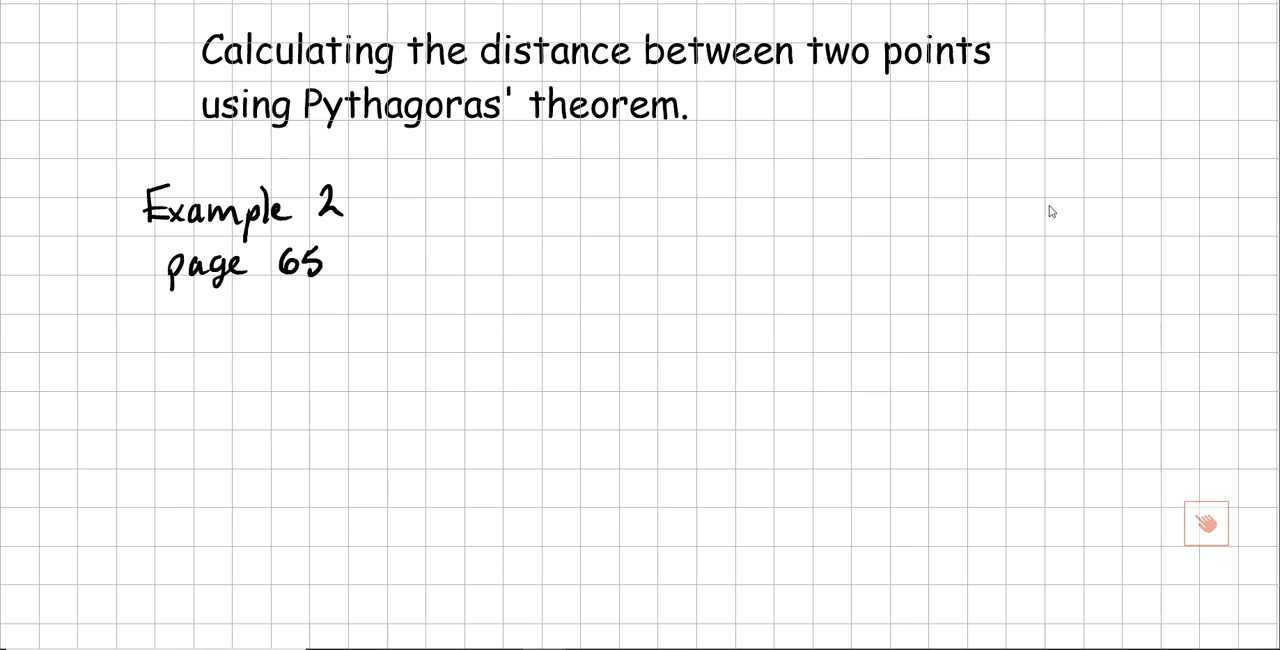 Calculating the distance between two points
using Pythagoras' theorem.
Example 2
page 65